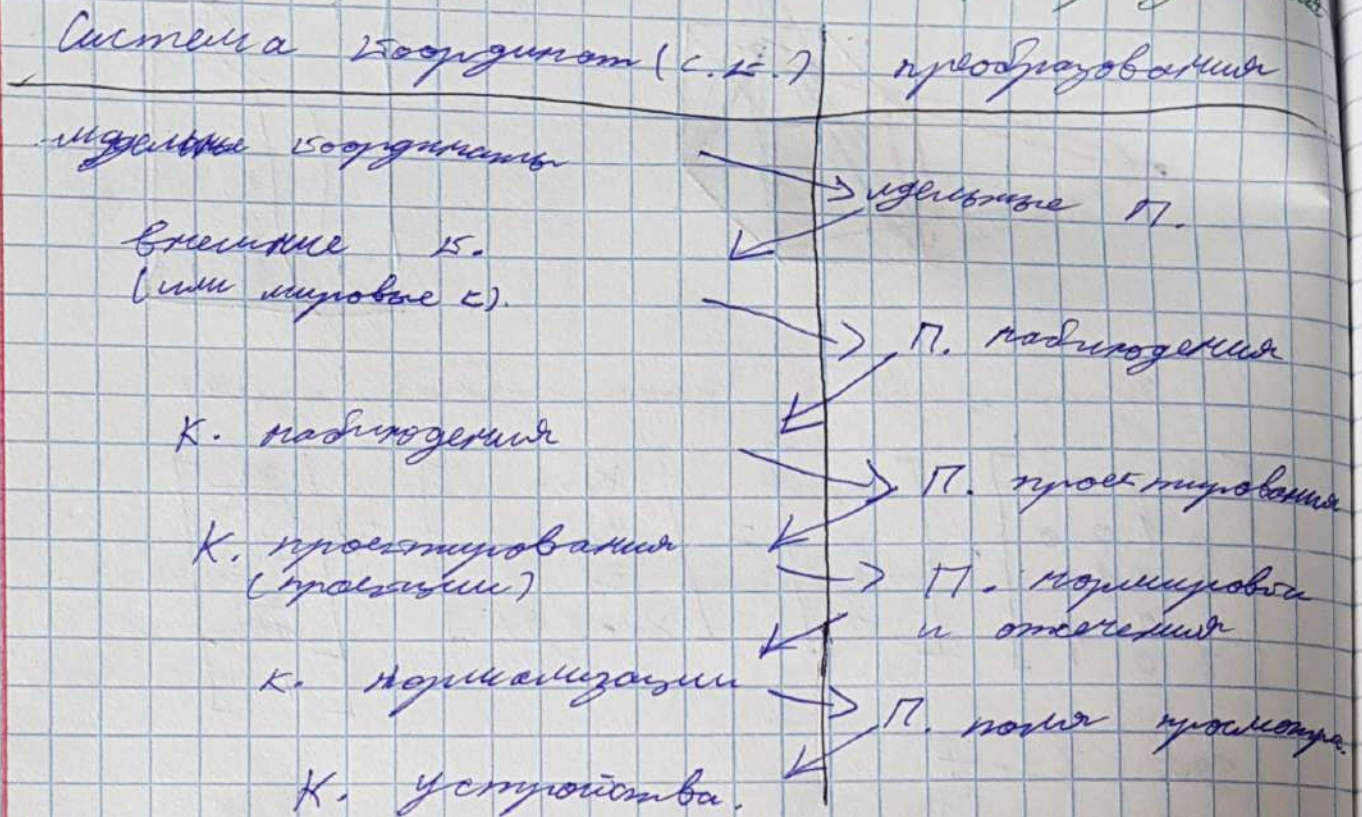 Система координат (с.к.) преобразования
модельные координаты
идельные П.
внешние к.
(или мировые к).
П. наблюдения
К. наблюдения
П. проектирования
К. проектирования
(проекции)
П. нормировки
и отсечения
к. нормализации
П. поля просмотра.
К. устройства.